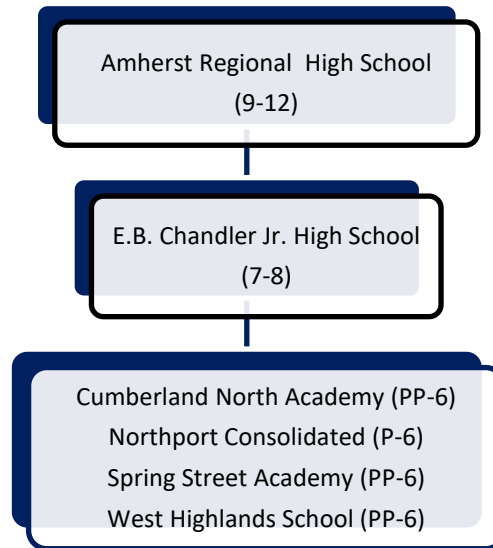 Amherst Regional  High School
(9-12)
E.B. Chandler Jr. High School
(7-8)
Cumberland North Academy (PP-6)
Northport Consolidated (P-6)
Spring Street Academy (PP-6)
West Highlands School (PP-6)